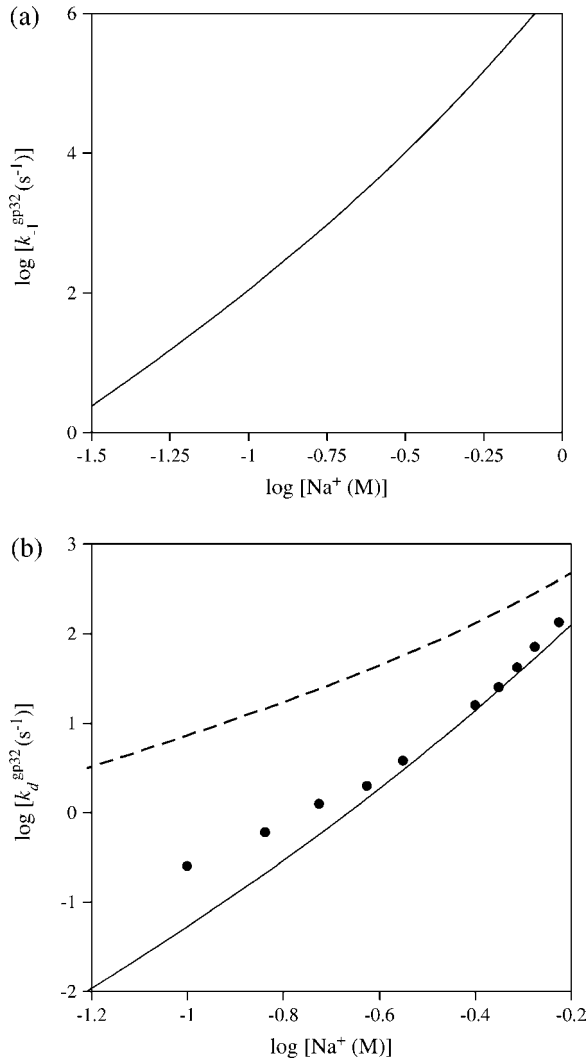 (a)
6
4
2
0
log [k_-1^gp32 (s^-1)]
-1.5 -1.25 -1 -0.75 -0.5 -0.25 0
log [Na^+ (M)]
(b)
3
2
1
0
-1
-2
log [k_d^gp32 (s^-1)]
-1.2 -1 -0.8 -0.6 -0.4 -0.2
log [Na^+ (M)]